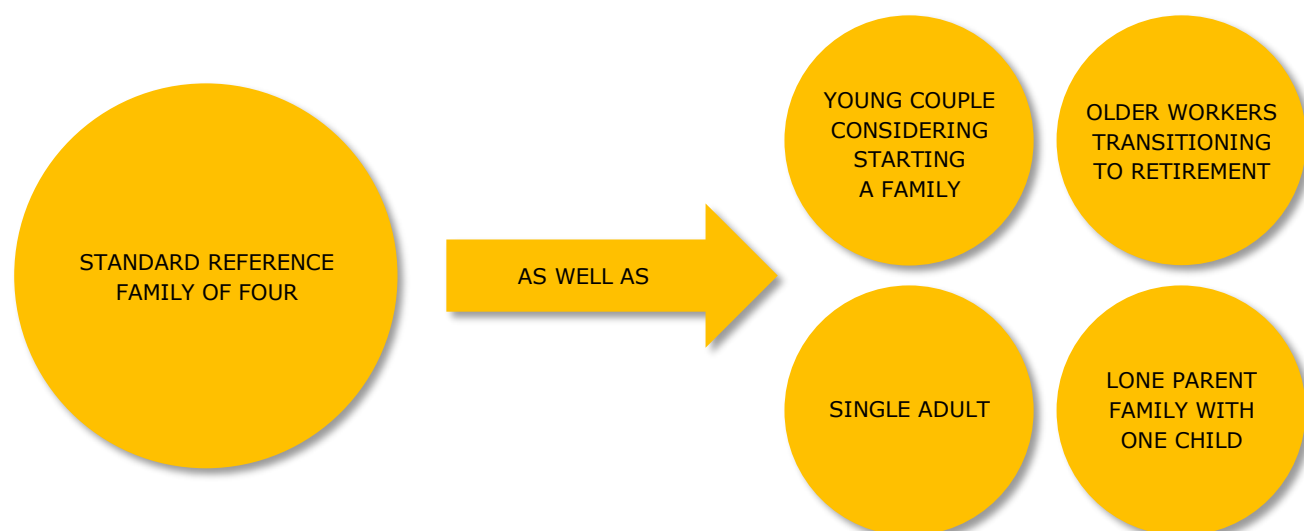 STANDARD REFERENCE
FAMILY OF FOUR
AS WELL AS
YOUNG COUPLE
CONSIDERING
STARTING
A FAMILY
OLDER WORKERS
TRANSITIONING
TO RETIREMENT
SINGLE ADULT
LONE PARENT
FAMILY WITH
ONE CHILD